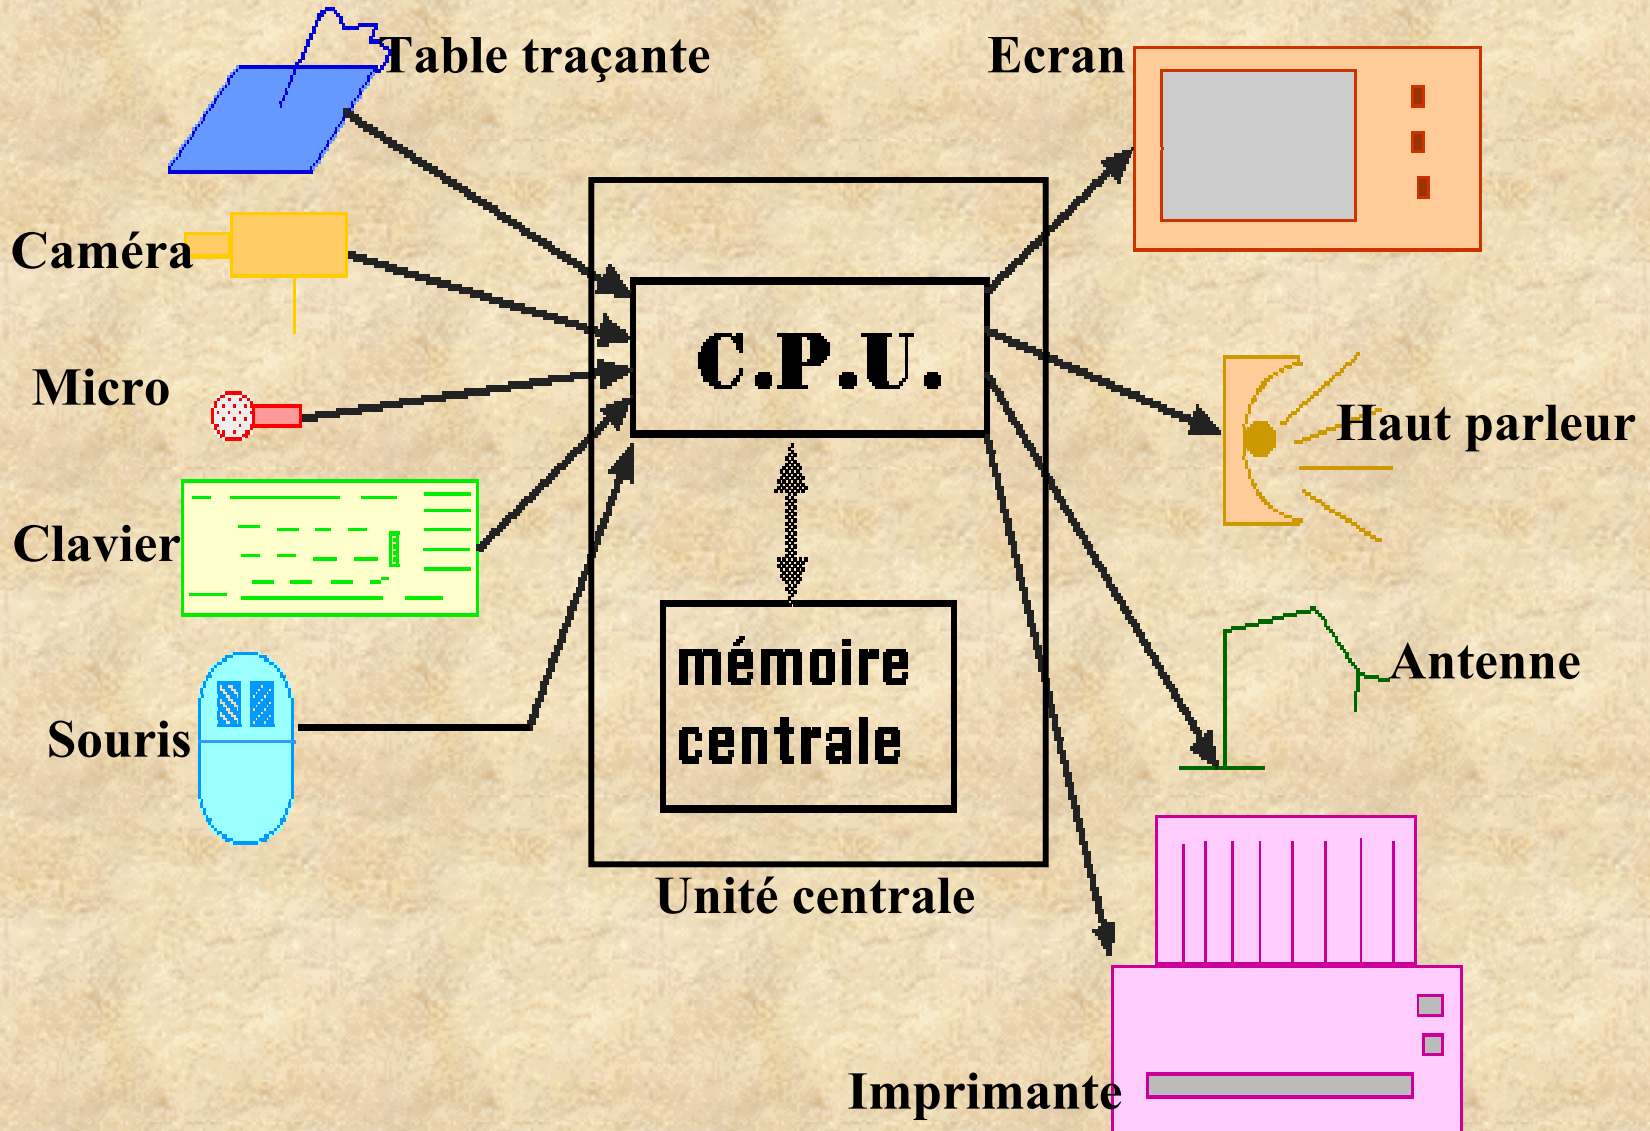 Table traçante
Ecran
Caméra
C.P.U.
Micro
Haut parleur
Clavier
mémoire
centrale
Antenne
Souris
Unité centrale
Imprimante